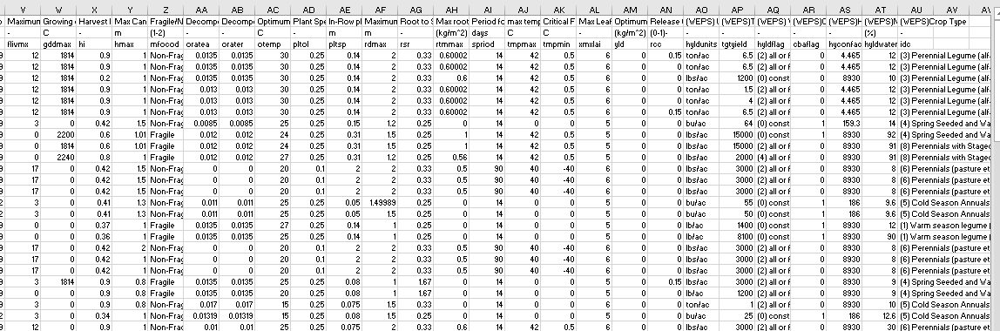 V W X Y Z AA AB AC AD AE AF AG AH AI AJ AK AL AM AN AO AP AQ AR AS AT AU AV
Maximum Growing Harvest Max Can Fragile/N Decomp Decomp Optimum Plant Spe In-Row pl Maximum Root to S Max root Period fo max temp Critical F Max Leaf Optimum Release (WEPS) (WEPS)T (WEPS) (WEPS)C (WEPS)H (WEPS)N (WEPS)Crop Type
- C - m (1-2) - - C - m m - (kg/m^2) days C C - (kg/m^2) (0-1)- - - - - - (%) -
flivmx gddmax hi hmax mfocod oratea orater otemp pltol pltsp rdmax rsr rtmmax spriod tmpmax tmpmin xmxlai yld rcc hyldunits tgtyield hyldflag cbaflag hyconfac hyldwater idc
12 1814 0.9 1 Non-Frag 0.0135 0.0135 30 0.25 0.14 2 0.33 0.60002 14 42 0.5 6 0 0.15 ton/ac 6.5 (2) all or f 0 4.465 12 (3) Perennial Legume (alf
12 1814 0.9 1 Non-Frag 0.0135 0.0135 30 0.25 0.14 2 0.33 0.60002 14 42 0.5 6 0 0 ton/ac 6.5 (2) all or f 0 4.465 12 (3) Perennial Legume (alf
12 1814 0.2 1 Non-Frag 0.0135 0.0135 30 0.25 0.14 2 0.33 0.6 14 42 0.5 6 0 0 lbs/ac 1200 (0) const 0 8930 10 (3) Perennial Legume (alf
12 1814 0.9 1 Non-Frag 0.013 0.013 30 0.25 0.14 2 0.33 0.60002 14 42 0.5 6 0 0 ton/ac 1.5 (2) all or f 0 4.465 12 (3) Perennial Legume (alf
12 1814 0.9 1 Non-Frag 0.013 0.013 30 0.25 0.14 2 0.33 0.60002 14 42 0.5 6 0 0 ton/ac 4 (2) all or f 0 4.465 12 (3) Perennial Legume (alf
12 1814 0.9 1 Non-Frag 0.013 0.013 30 0.25 0.14 2 0.33 0.60002 14 42 0.5 6 0 0.15 ton/ac 6.5 (2) all or f 0 4.465 12 (3) Perennial Legume (alf
3 0 0.42 1.5 Non-Frag 0.0085 0.0085 25 0.25 0.15 1.2 0.25 0 14 42 0.5 6 0 0 bu/ac 64 (0) const 1 159.3 14 (4) Spring Seeded and Wa
0 2200 0.6 1.01 Fragile 0.012 0.012 24 0.25 0.31 1.5 0.25 1 14 42 0.5 5 0 0 lbs/ac 15000 (0) const 0 8930 92 (4) Spring Seeded and Wa
0 1814 0.6 1.01 Fragile 0.012 0.012 24 0.25 0.31 1.5 0.25 0 14 42 0.5 5 0 0 lbs/ac 15000 (2) all or f 0 8930 91 (8) Perennials with Staged
0 2240 0.8 1 Fragile 0.012 0.012 27 0.25 0.31 1.2 0.25 0.56 14 42 0.5 5 0 0 lbs/ac 2000 (4) all or f 0 8930 91 (8) Perennials with Staged
17 0 0.42 1.5 Non-Frag 0 0 20 0.1 2 2 0.33 0.5 90 40 -40 6 0 0 lbs/ac 3000 (2) all or f 0 8930 8 (6) Perennials (pasture et
17 0 0.42 1.5 Non-Frag 0 0 20 0.1 2 2 0.33 0.5 90 40 -40 6 0 0 lbs/ac 3000 (2) all or f 0 8930 8 (6) Perennials (pasture et
17 0 0.42 1.5 Non-Frag 0 0 20 0.1 2 2 0.33 0.5 90 40 -40 6 0 0 lbs/ac 3000 (2) all or f 0 8930 8 (6) Perennials (pasture et
3 0 0.41 1.3 Non-Frag 0.011 0.011 25 0.25 0.05 1.49989 0.25 0 14 42 0.5 6 0 0 bu/ac 55 (0) const 1 186 9.6 (5) Cold Season Annuals
3 0 0.41 1.3 Non-Frag 0.011 0.011 25 0.25 0.05 1.5 0.25 0 14 42 0.5 6 0 0 bu/ac 50 (0) const 1 186 9.6 (5) Cold Season Annuals
0 0 0.37 1 Fragile 0.0135 0.0135 27 0.25 0.14 1 0.25 0 14 42 0.5 6 0 0 lb/ac 1400 (0) const 1 8930 12 (1) Warm season legume
0 0 0.36 1 Fragile 0.0135 0.0135 25 0.25 0.14 1 0.25 0 14 42 0.5 6 0 0 lbs/ac 8100 (0) const 1 8930 90 (1) Warm season legume
17 0 0.42 2 Non-Frag 0 0 20 0.1 2 2 0.33 0.5 90 40 -40 6 0 0 lbs/ac 3000 (2) all or f 0 8930 8 (6) Perennials (pasture et
17 0 0.42 1 Non-Frag 0 0 20 0.1 2 2 0.33 0.5 90 40 -40 6 0 0 lbs/ac 3000 (2) all or f 0 8930 8 (6) Perennials (pasture et
17 0 0.42 1 Non-Frag 0 0 20 0.1 2 2 0.33 0.5 90 40 -40 6 0 0 lbs/ac 3000 (2) all or f 0 8930 8 (6) Perennials (pasture et
3 1814 0.9 0.8 Fragile 0.0135 0.0135 25 0.25 0.08 1 1.67 0 14 42 0.5 5 0 0.15 lbs/ac 3000 (2) all or f 0 8930 9 (4) Spring Seeded and Wa
0 0 0.9 0.8 Fragile 0.0135 0.0135 20 0.25 0.14 1 1.67 0 14 42 0.5 6 0 0 lb/ac 1200 (2) all or f 0 8930 9 (4) Spring Seeded and Wa
3 0 0.9 0.8 Non-Frag 0.017 0.017 15 0.25 0.075 1.5 0.33 0 14 42 0.5 6 0 0 ton/ac 1 (2) all or f 0 8930 10 (5) Cold Season Annuals
3 0 0.34 1 Non-Frag 0.01319 0.01319 15 0.25 0.08 1.5 0.25 0 14 42 0.5 6 0 0 bu/ac 25 (0) const 1 186 12.6 (5) Cold Season Annuals
0 0 0.9 1 Non-Frag 0.01 0.01 25 0.25 0.075 2 0.33 0.6 14 42 0.5 6 0 0 lbs/ac 3000 (2) all or f 0 8930 30 (6) Perennials (pasture et